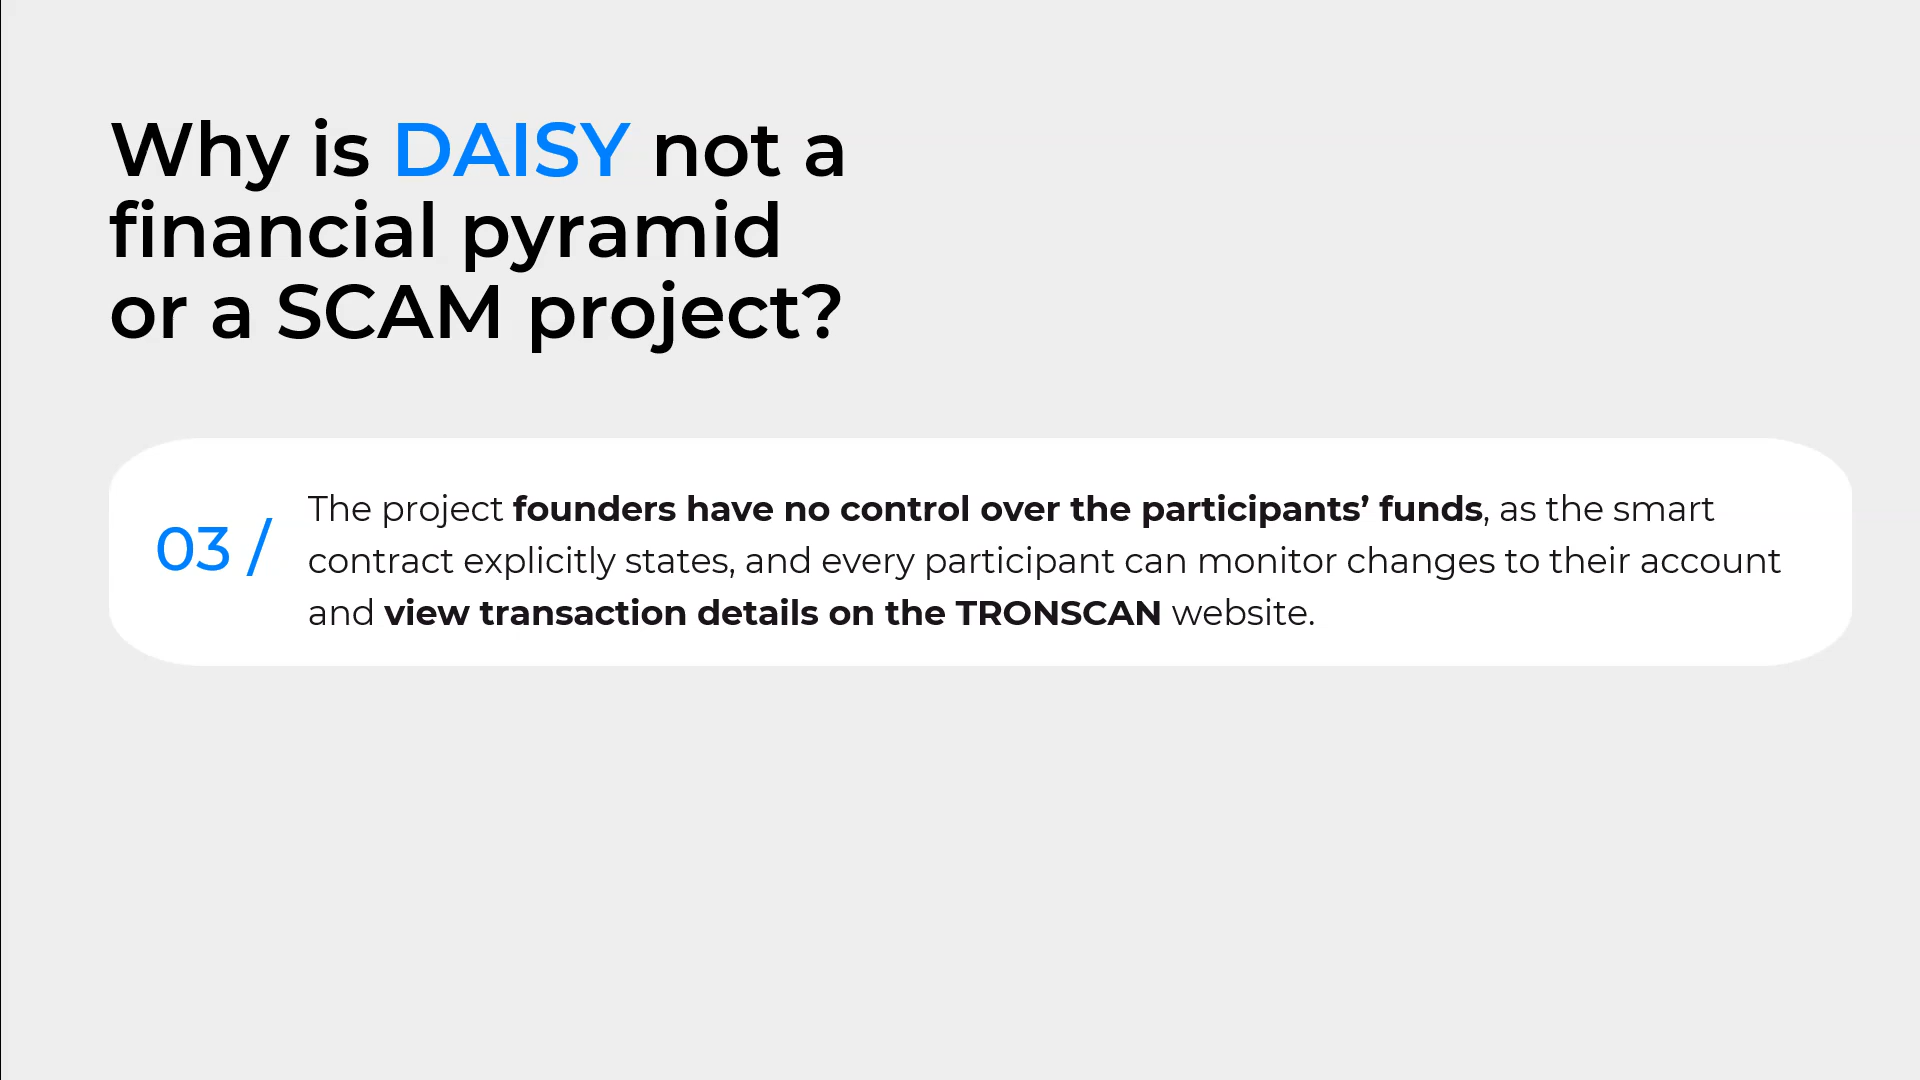 Why is DAISY not a
financial pyramid
or a SCAM project?
03 /
The project founders have no control over the participants’ funds, as the smart
contract explicitly states, and every participant can monitor changes to their account
and view transaction details on the TRONSCAN website.